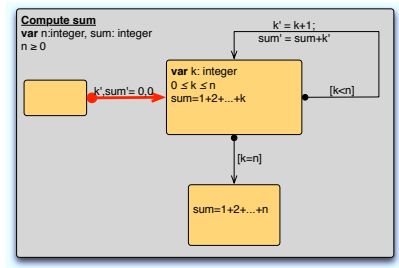 Compute sum
var n:integer, sum: integer
n ≥ 0
k' = k+1;
sum' = sum+k'
var k: integer
0 ≤ k ≤ n
sum=1+2+...+k
k',sum'= 0,0
[k<n]
[k=n]
sum=1+2+...+n